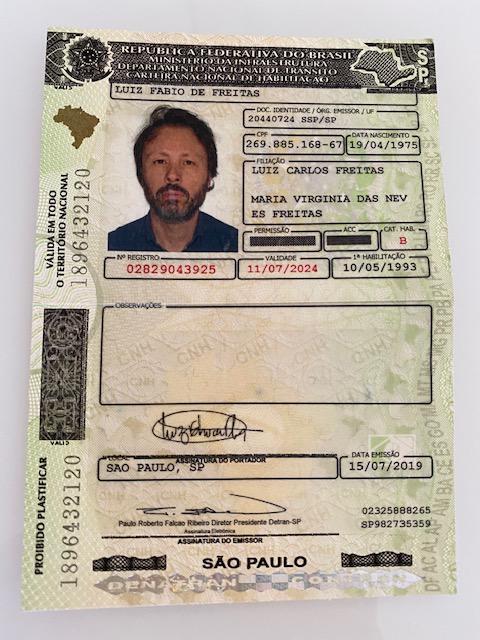 REPÚBLICA FEDERATIVA DO BRASIL
MINISTÉRIO DA INFRAESTRUTURA
DEPARTAMENTO NACIONAL DE TRÂNSITO
CARTEIRA NACIONAL DE HABILITAÇÃO
SP
LUIZ FABIO DE FREITAS
DOC. IDENTIDADE / ÓRG. EMISSOR / UF
20440724 SSP/SP
CPF
DATA NASCIMENTO
269.885.168-67
19/04/1975
FILIAÇÃO
LUIZ CARLOS FREITAS
MARIA VIRGINIA DAS NEV
ES FREITAS
PERMISSÃO
ACC
CAT. HAB.
B
Nº REGISTRO
VALIDADE
1ª HABILITAÇÃO
02829043925
11/07/2024
10/05/1993
VÁLIDA EM TODO
O TERRITÓRIO NACIONAL
1896432120
OBSERVAÇÕES
ASSINATURA DO PORTADOR
LOCAL
DATA EMISSÃO
SAO PAULO, SP
15/07/2019
PROIBIDO PLASTIFICAR
1896432120
Paulo Roberto Falcao Ribeiro Diretor Presidente Detran-SP
Assinatura Eletrônica
02325888265
SP982735359
ASSINATURA DO EMISSOR
SÃO PAULO
DENATRAN